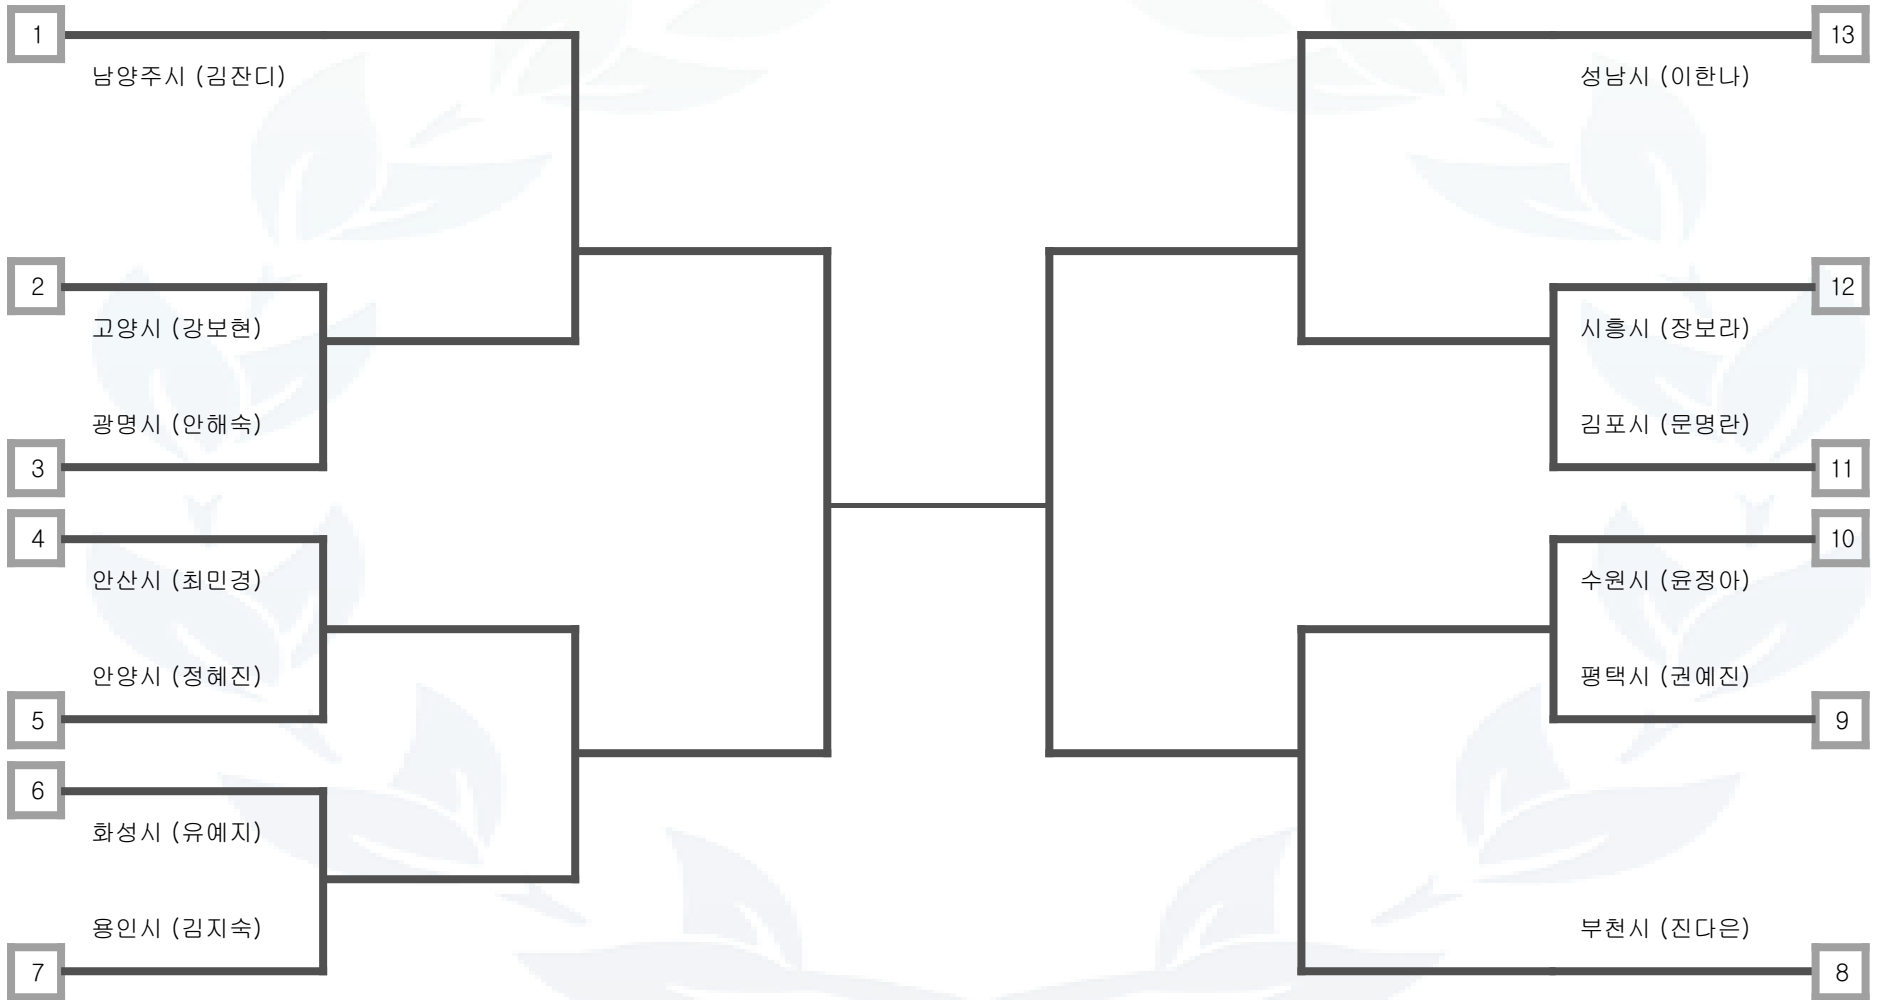 1
남양주시 (김잔디)
2
고양시 (강보현)
광명시 (안해숙)
3
4
안산시 (최민경)
안양시 (정혜진)
5
6
화성시 (유예지)
용인시 (김지숙)
7
13
성남시 (이한나)
12
시흥시 (장보라)
김포시 (문명란)
11
10
수원시 (윤정아)
평택시 (권예진)
9
부천시 (진다은)
8